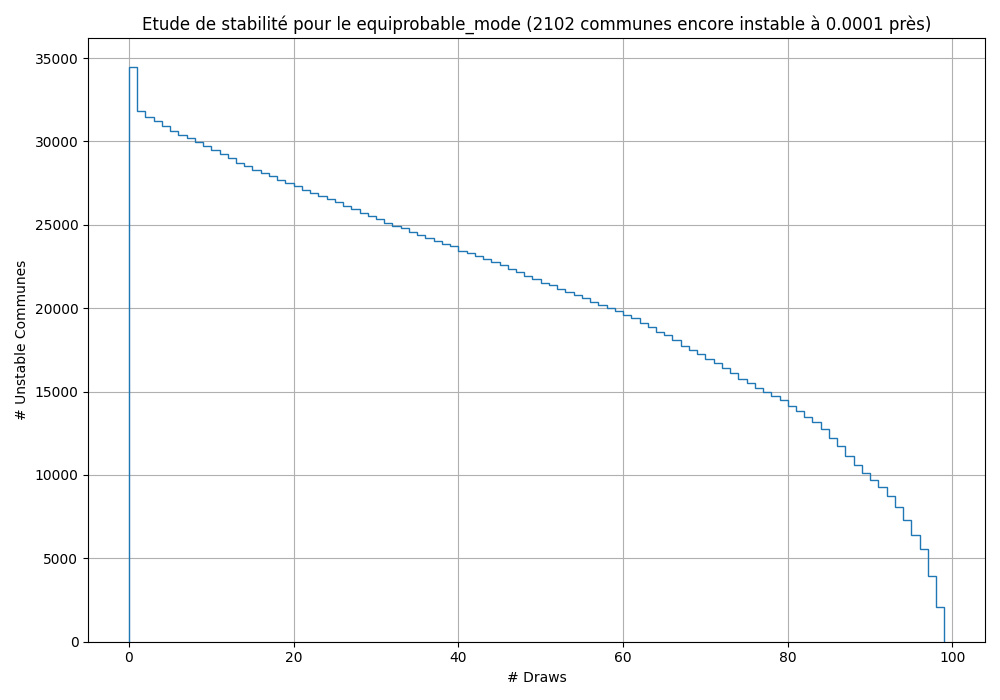 Etude de stabilité pour le equiprobable_mode (2102 communes encore instable à 0.0001 près)
35000
30000
25000
20000
15000
10000
5000
0
# Unstable Communes
0 20 40 60 80 100
# Draws